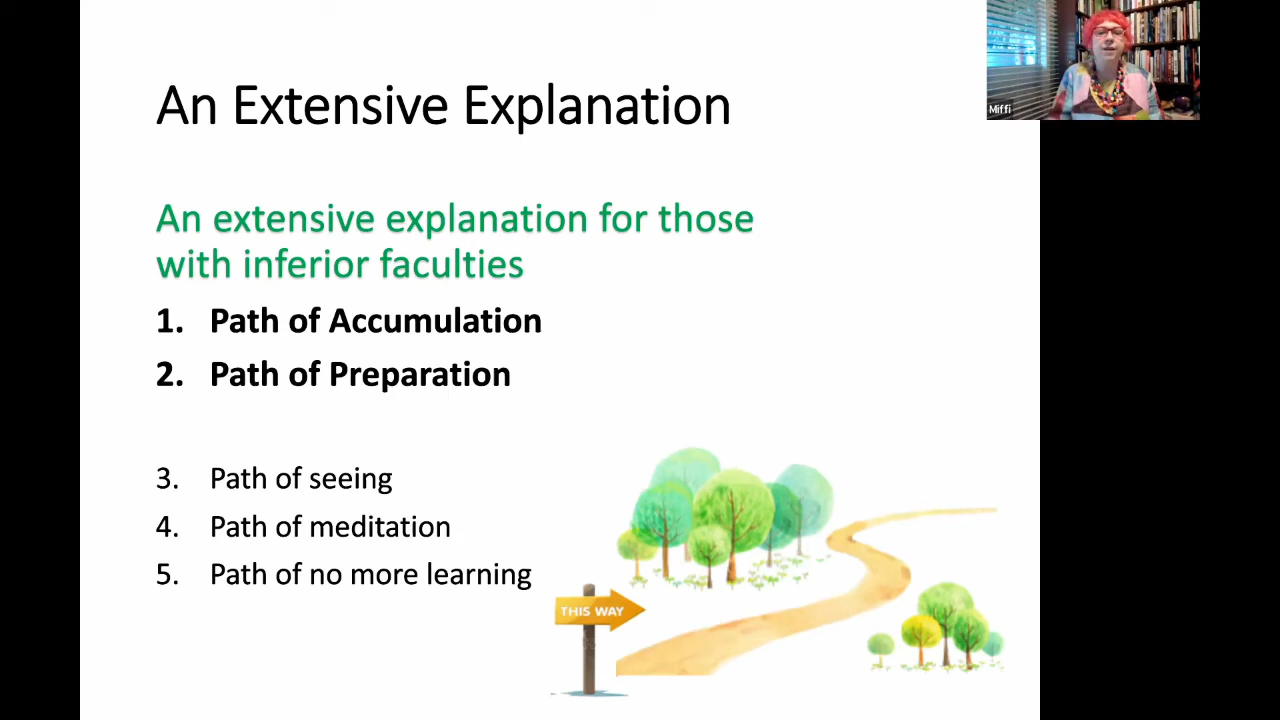 An Extensive Explanation
Miffi
An extensive explanation for those
with inferior faculties
1. Path of Accumulation
2. Path of Preparation
3. Path of seeing
4. Path of meditation
5. Path of no more learning
THIS WAY